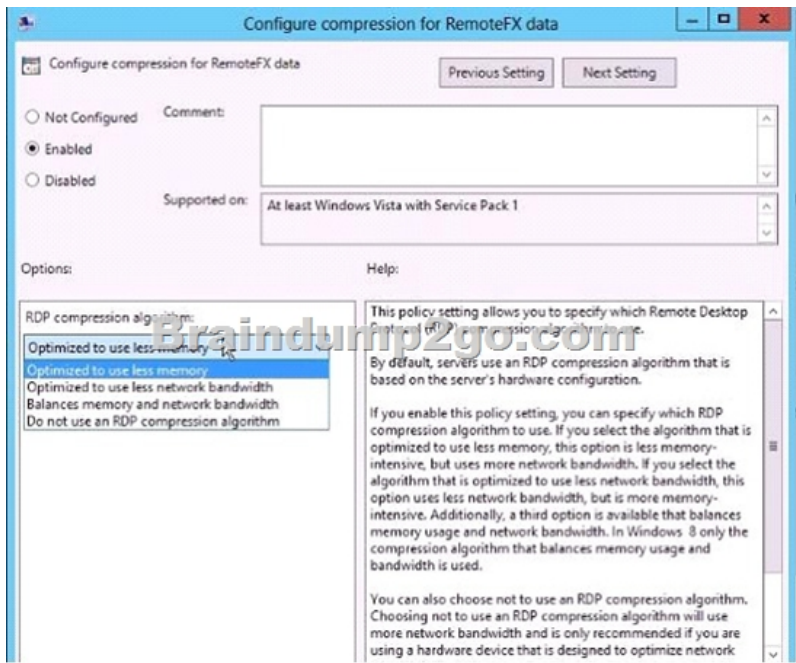 Configure compression for RemoteFX data
Configure compression for RemoteFX data
Previous Setting
Next Setting
Not Configured
Comment:
Enabled
Disabled
Supported on:
At least Windows Vista with Service Pack 1
Options:
Help:
RDP compression algorithm:
Optimized to use less memory
Optimized to use less memory
Optimized to use less network bandwidth
Balances memory and network bandwidth
Do not use an RDP compression algorithm
Braindump2go.com
This policy setting allows you to specify which Remote Desktop
Protocol (RDP) compression algorithm to use.
By default, servers use an RDP compression algorithm that is
based on the server's hardware configuration.
If you enable this policy setting, you can specify which RDP
compression algorithm to use. If you select the algorithm that is
optimized to use less memory, this option is less memory-
intensive, but uses more network bandwidth. If you select the
algorithm that is optimized to use less network bandwidth, this
option uses less network bandwidth, but is more memory-
intensive. Additionally, a third option is available that balances
memory usage and network bandwidth. In Windows 8 only the
compression algorithm that balances memory usage and
bandwidth is used.
You can also choose not to use an RDP compression algorithm.
Choosing not to use an RDP compression algorithm will use
more network bandwidth and is only recommended if you are
using a hardware device that is designed to optimize network